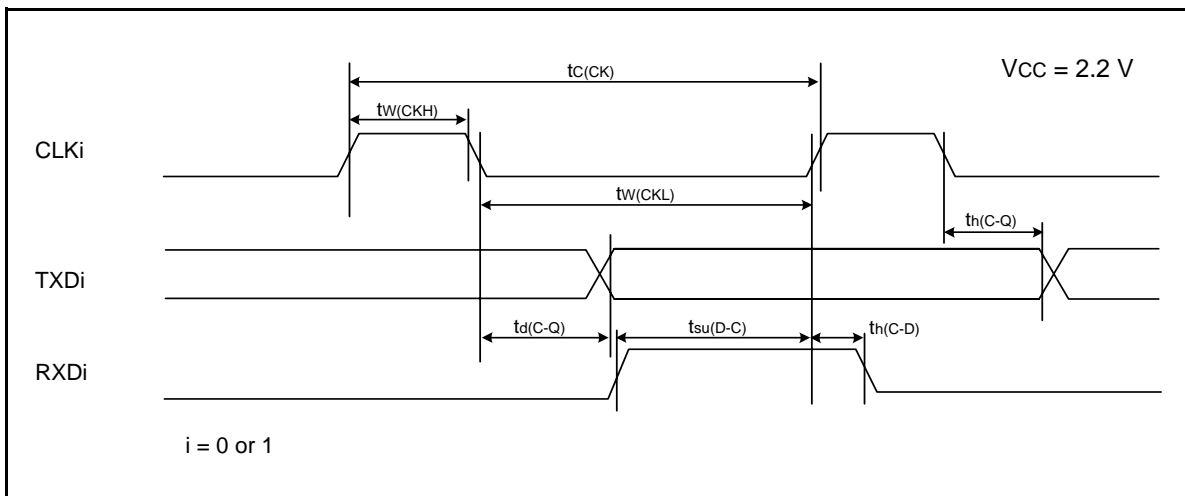 tC(CK)
VCC = 2.2 V
tW(CKH)
CLKi
tW(CKL)
th(C-Q)
TXDi
td(C-Q)
tsu(D-C)
th(C-D)
RXDi
i = 0 or 1